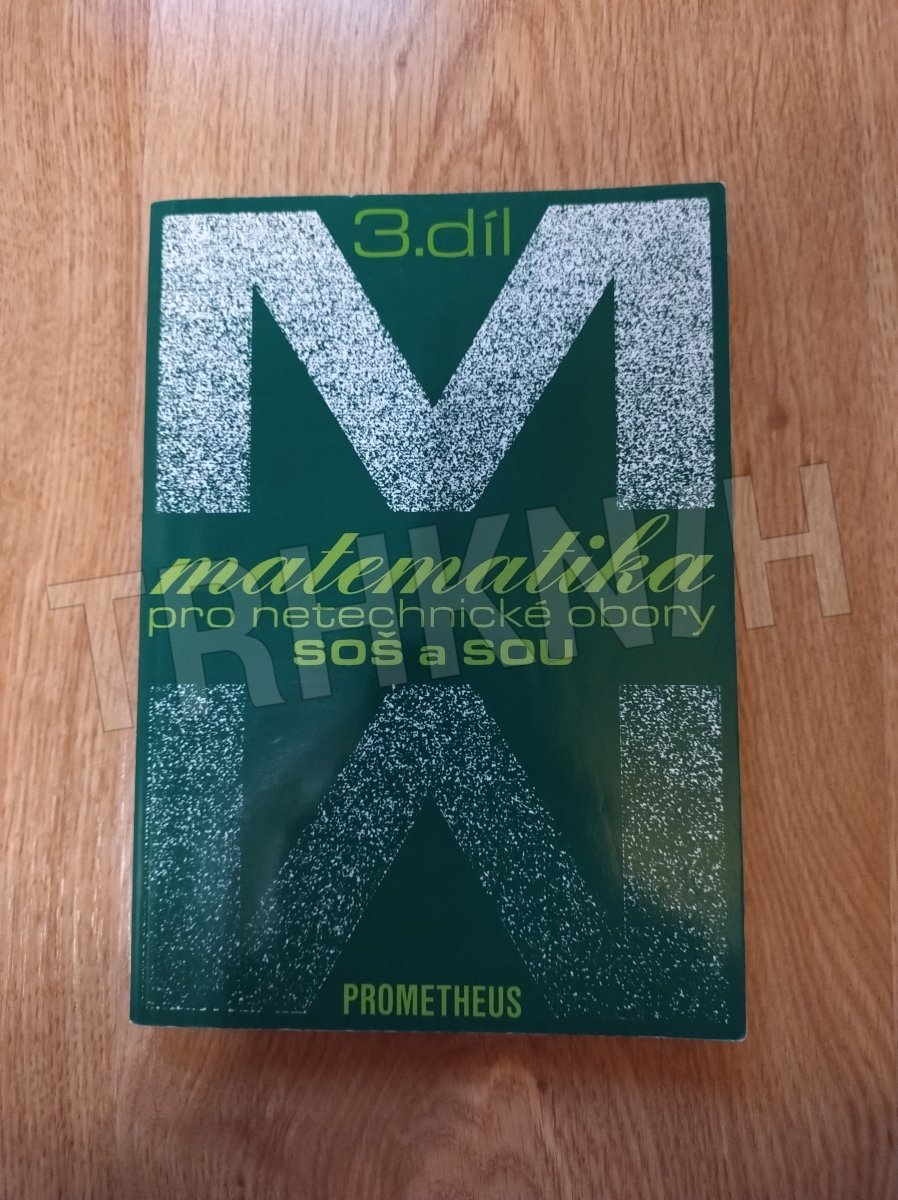 3.díl
M
matematika
pro netechnické obory
SOŠ a SOU
PROMETHEUS
TRHKNIH